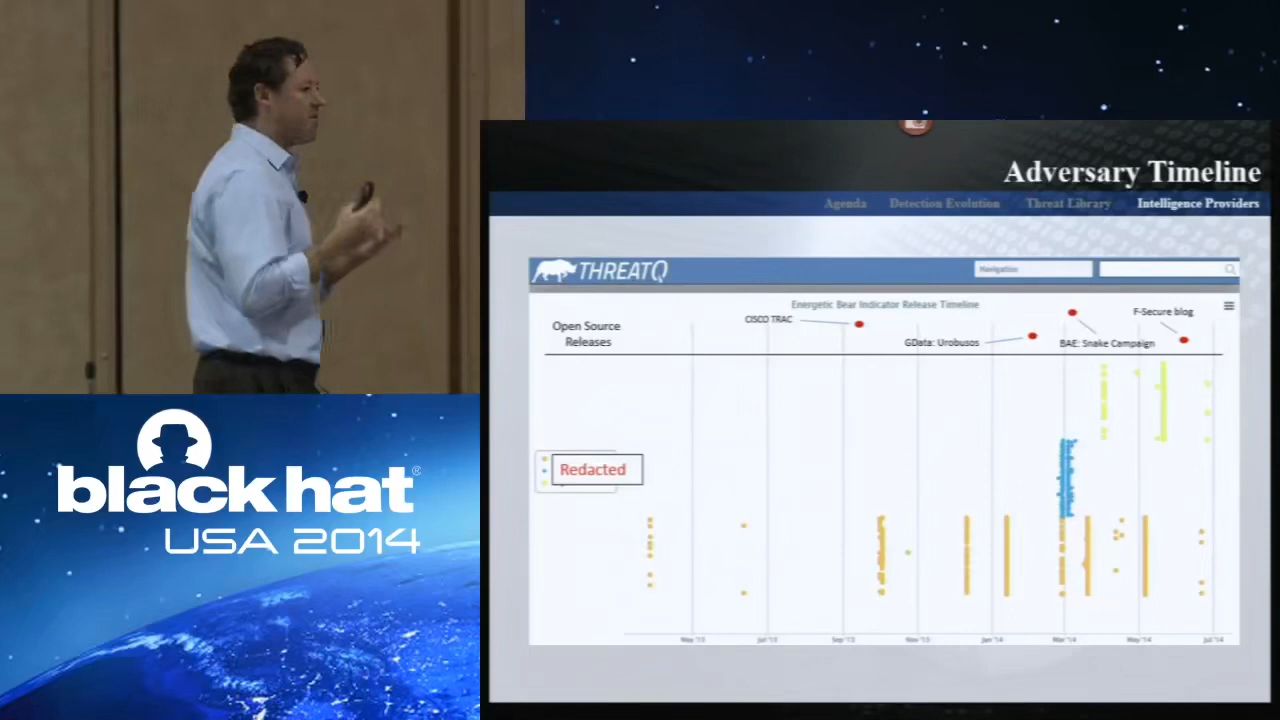 Adversary Timeline
Agenda Detection Evolution Threat Library Intelligence Providers
THREATQ
Navigation
Energetic Bear Indicator Release Timeline
Open Source
Releases
CISCO TRAC
GData: Urobusos
BAE: Snake Campaign
F-Secure blog
Redacted
May '13 Jul '13 Sep '13 Nov '13 Jan '14 Mar '14 May '14 Jul '14
black hat®
USA 2014